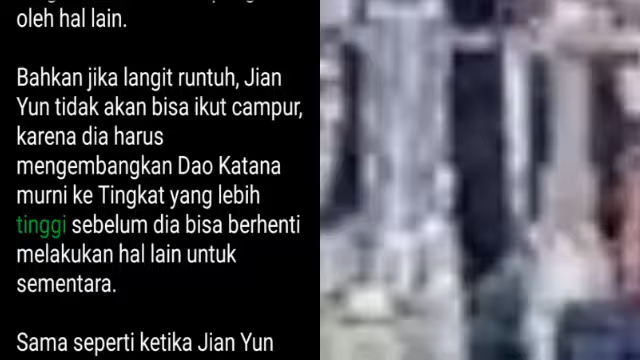 oleh hal lain.
Bahkan jika langit runtuh, Jian
Yun tidak akan bisa ikut campur,
karena dia harus
mengembangkan Dao Katana
murni ke Tingkat yang lebih
tinggi sebelum dia bisa berhenti
melakukan hal lain untuk
sementara.
Sama seperti ketika Jian Yun